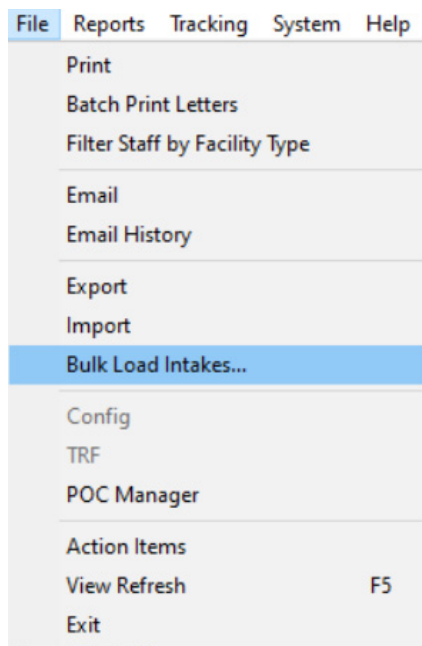 File Reports Tracking System Help
Print
Batch Print Letters
Filter Staff by Facility Type
Email
Email History
Export
Import
Bulk Load Intakes...
Config
TRF
POC Manager
Action Items
View Refresh F5
Exit